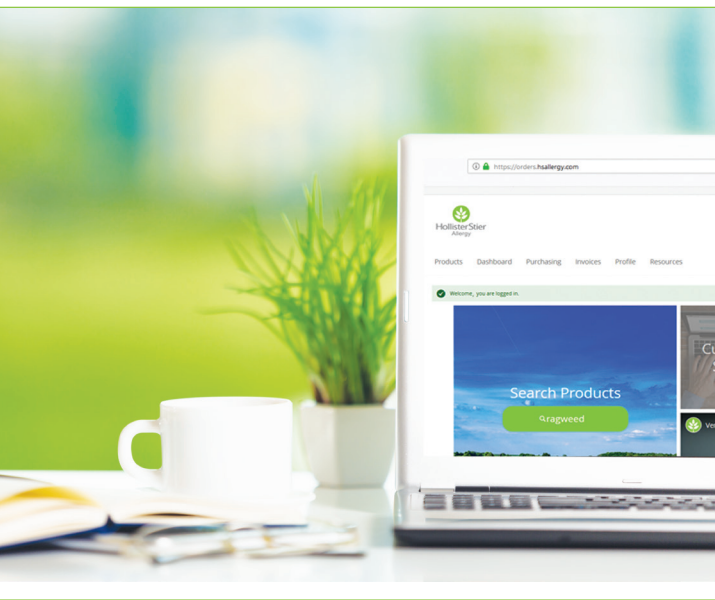 https://orders.hsallergy.com
HollisterStier
Allergy
Products Dashboard Purchasing Invoices Profile Resources
Welcome, you are logged in.
Search Products
ragweed